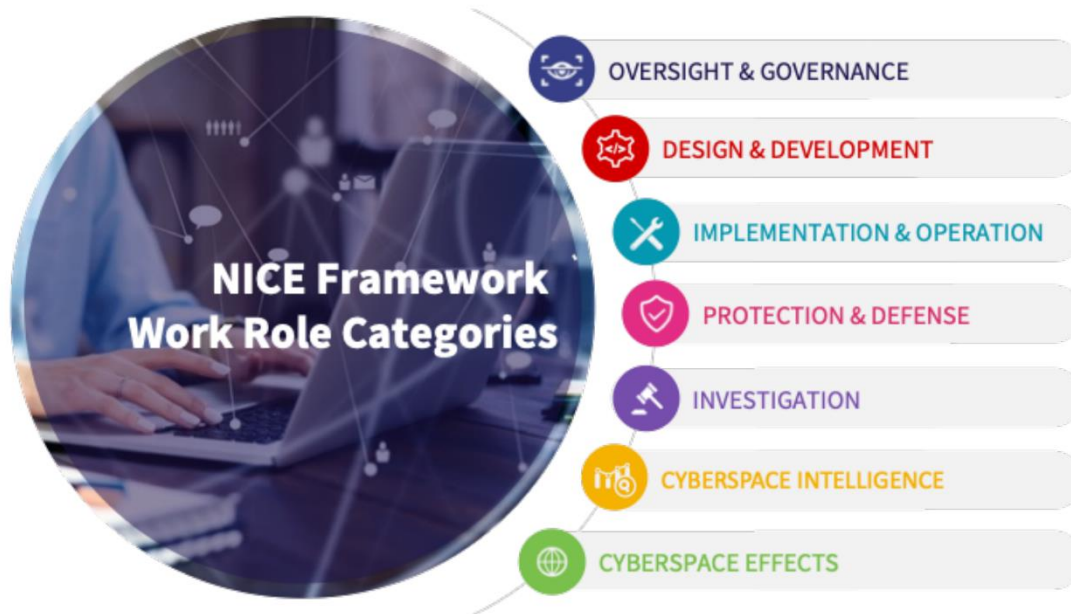 NICE Framework
Work Role Categories
OVERSIGHT & GOVERNANCE
DESIGN & DEVELOPMENT
IMPLEMENTATION & OPERATION
PROTECTION & DEFENSE
INVESTIGATION
CYBERSPACE INTELLIGENCE
CYBERSPACE EFFECTS